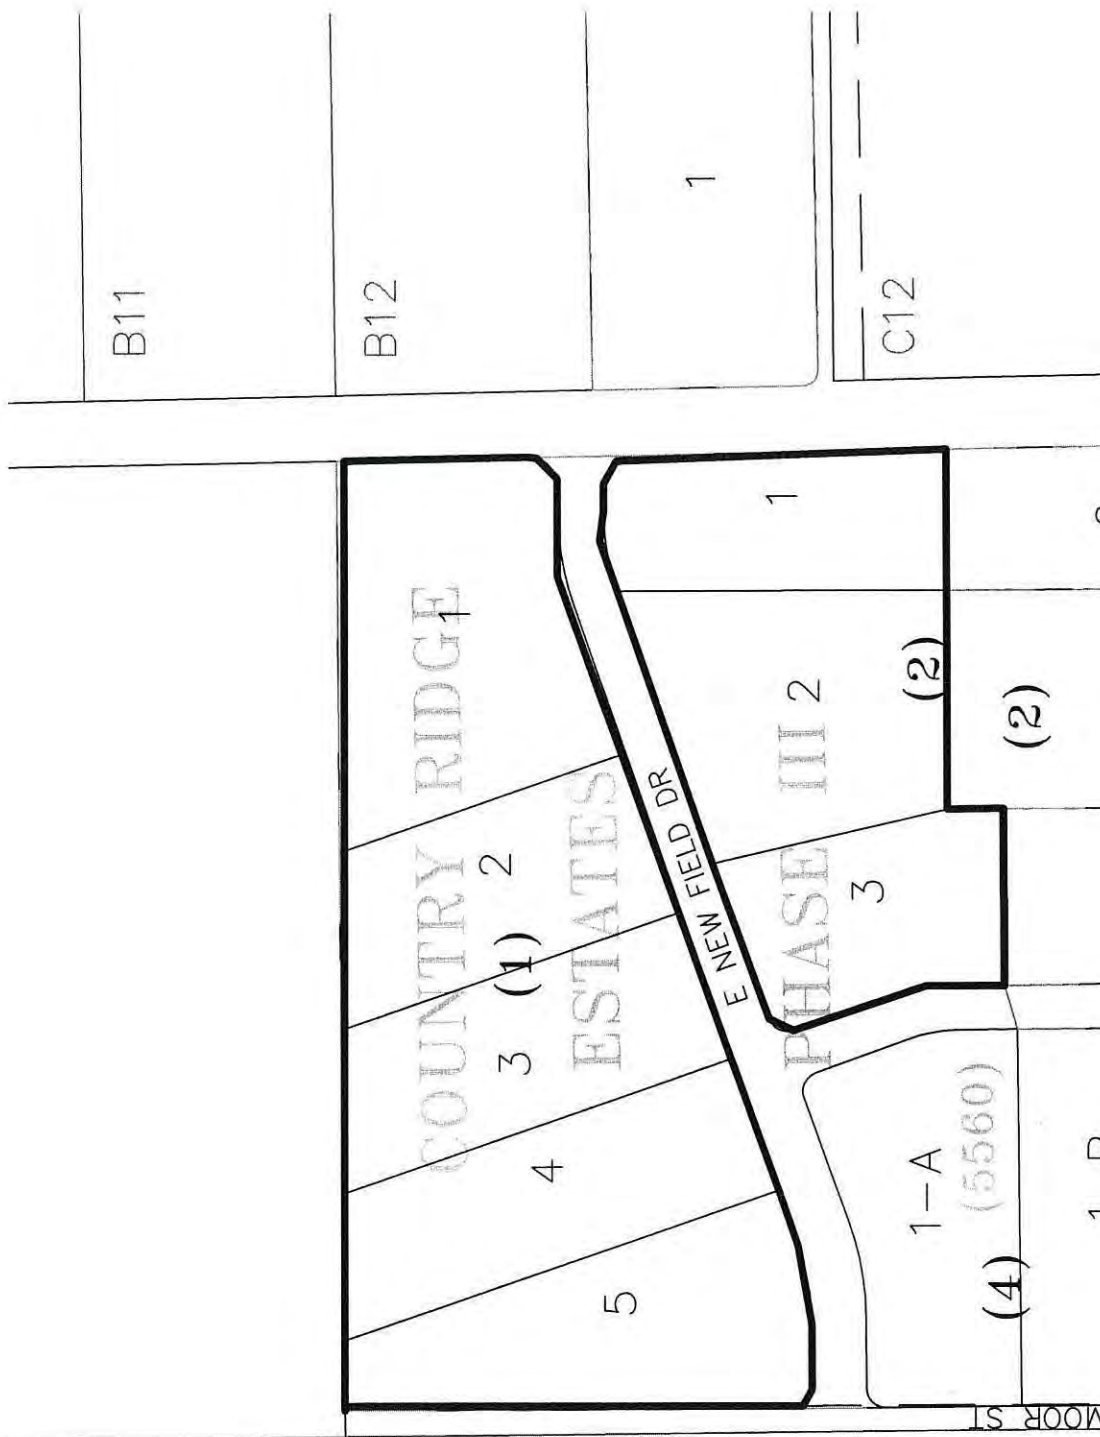 B11
B12
1
C12
COUNTRY RIDGE
ESTATES
PHASE III
1
2
(1)
3
4
5
E NEW FIELD DR
1
2
(2)
3
(2)
1-A
(5560)
(4)
MOOR ST